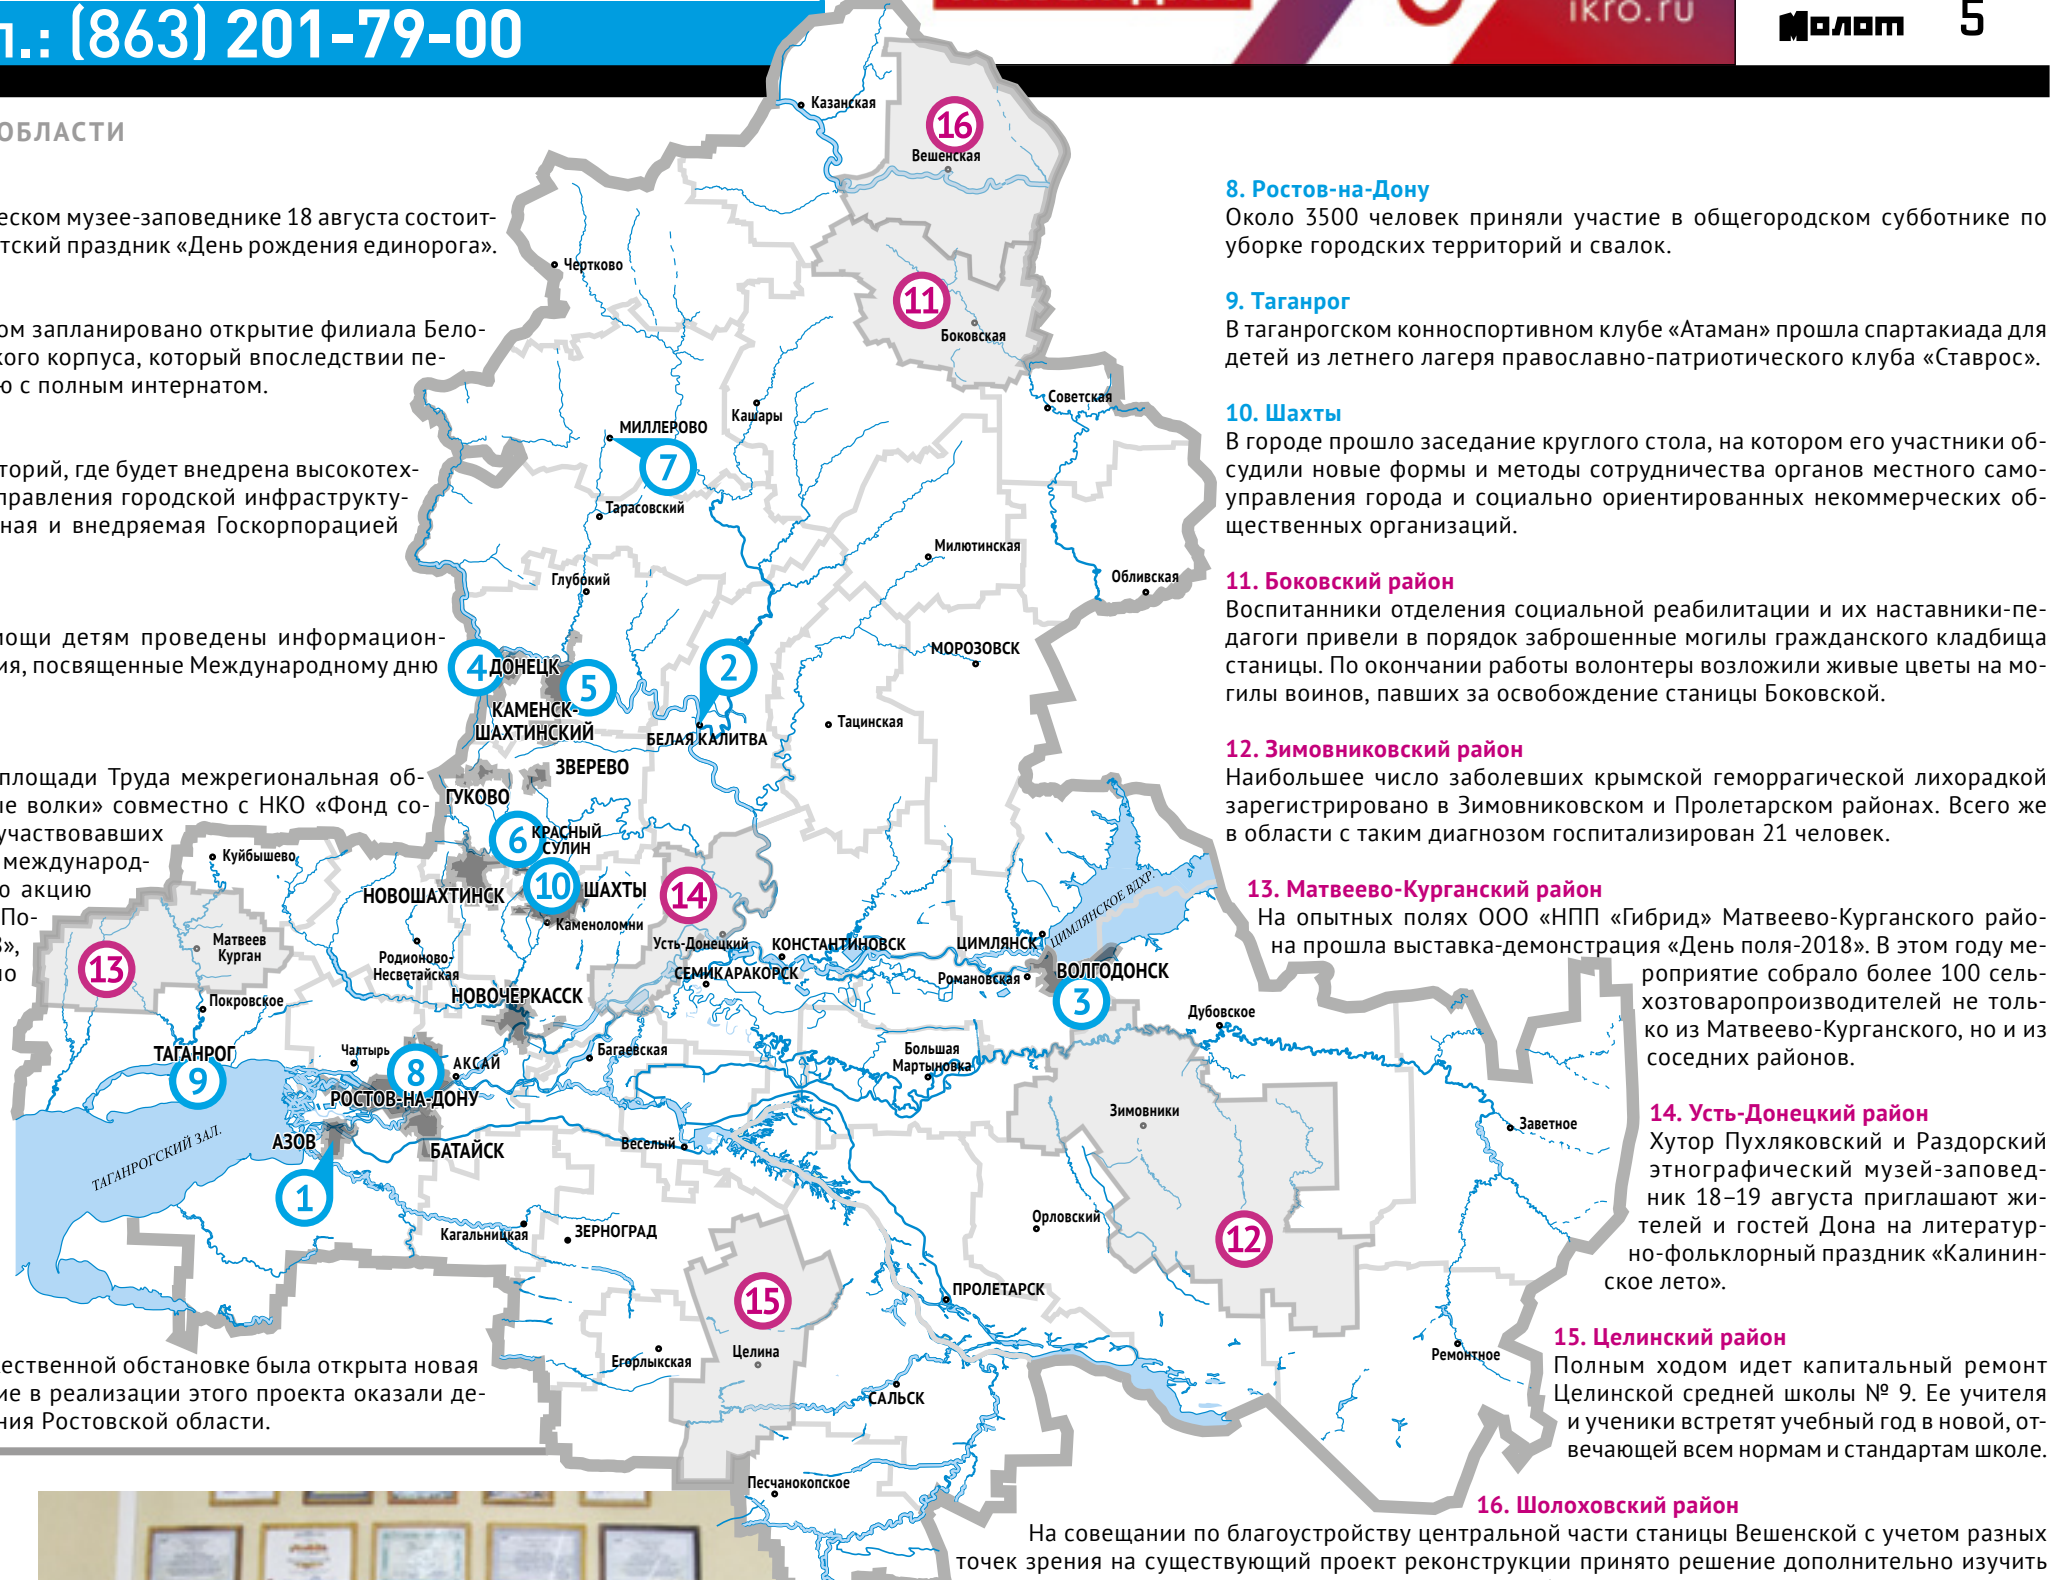 л.: (863) 201-79-00
ikro.ru
Молот 5
ОБЛАСТИ
еском музее-заповеднике 18 августа состоит-
тский праздник «День рождения единорога».
ом запланировано открытие филиала Бело-
кого корпуса, который впоследствии пе-
ю с полным интернатом.
торий, где будет внедрена высокотех-
правления городской инфраструкту-
ная и внедряемая Госкорпорацией
мощи детям проведены информацион-
ия, посвященные Международному дню
площади Труда межрегиональная об-
ые волки» совместно с НКО «Фонд со-
участвовавших
международ-
ю акцию
По-
8»,
но
жественной обстановке была открыта новая
ие в реализации этого проекта оказали де-
ния Ростовской области.
Казанская
16
Вешенская
Чертково
11
Боковская
Советская
Кашары
МИЛЛЕРОВО
7
Тарасовский
Милютинская
Глубокий
Обливская
МОРОЗОВСК
4
ДОНЕЦК
5
2
КАМЕНСК-
ШАХТИНСКИЙ
БЕЛАЯ КАЛИТВА
Тацинская
ЗВЕРЕВО
ГУКОВО
6
КРАСНЫЙ
СУЛИН
Куйбышево
НОВОШАХТИНСК
10
ШАХТЫ
14
Каменоломни
ЦИМЛЯНСКОЕ ВДХР.
Матвеев
Курган
13
Родионово-
Несветайская
Усть-Донецкий
КОНСТАНТИНОВСК
ЦИМЛЯНСК
СЕМИКАРАКОРСК
Романовская
ВОЛГОДОНСК
3
Покровское
НОВОЧЕРКАССК
Дубовское
ТАГАНРОГ
9
Чалтырь
8
АКСАЙ
Багаевская
Большая
Мартыновка
РОСТОВ-НА-ДОНУ
Зимовники
Заветное
ТАГАНРОГСКИЙ ЗАЛ.
АЗОВ
БАТАЙСК
Веселый
1
Кагальницкая
ЗЕРНОГРАД
Орловский
12
15
ПРОЛЕТАРСК
Егорлыкская
Целина
Ремонтное
САЛЬСК
Песчанокопское
8. Ростов-на-Дону
Около 3500 человек приняли участие в общегородском субботнике по
уборке городских территорий и свалок.
9. Таганрог
В таганрогском конноспортивном клубе «Атаман» прошла спартакиада для
детей из летнего лагеря православно-патриотического клуба «Ставрос».
10. Шахты
В городе прошло заседание круглого стола, на котором его участники об-
судили новые формы и методы сотрудничества органов местного само-
управления города и социально ориентированных некоммерческих об-
щественных организаций.
11. Боковский район
Воспитанники отделения социальной реабилитации и их наставники-пе-
дагоги привели в порядок заброшенные могилы гражданского кладбища
станицы. По окончании работы волонтеры возложили живые цветы на мо-
гилы воинов, павших за освобождение станицы Боковской.
12. Зимовниковский район
Наибольшее число заболевших крымской геморрагической лихорадкой
зарегистрировано в Зимовниковском и Пролетарском районах. Всего же
в области с таким диагнозом госпитализирован 21 человек.
13. Матвеево-Курганский район
На опытных полях ООО «НПП «Гибрид» Матвеево-Курганского райо-
на прошла выставка-демонстрация «День поля-2018». В этом году ме-
роприятие собрало более 100 сель-
хозтоваропроизводителей не толь-
ко из Матвеево-Курганского, но и из
соседних районов.
14. Усть-Донецкий район
Хутор Пухляковский и Раздорский
этнографический музей-заповед-
ник 18–19 августа приглашают жи-
телей и гостей Дона на литератур-
но-фольклорный праздник «Калинин-
ское лето».
15. Целинский район
Полным ходом идет капитальный ремонт
Целинской средней школы № 9. Ее учителя
и ученики встретят учебный год в новой, от-
вечающей всем нормам и стандартам школе.
16. Шолоховский район
На совещании по благоустройству центральной части станицы Вешенской с учетом разных
точек зрения на существующий проект реконструкции принято решение дополнительно изучить